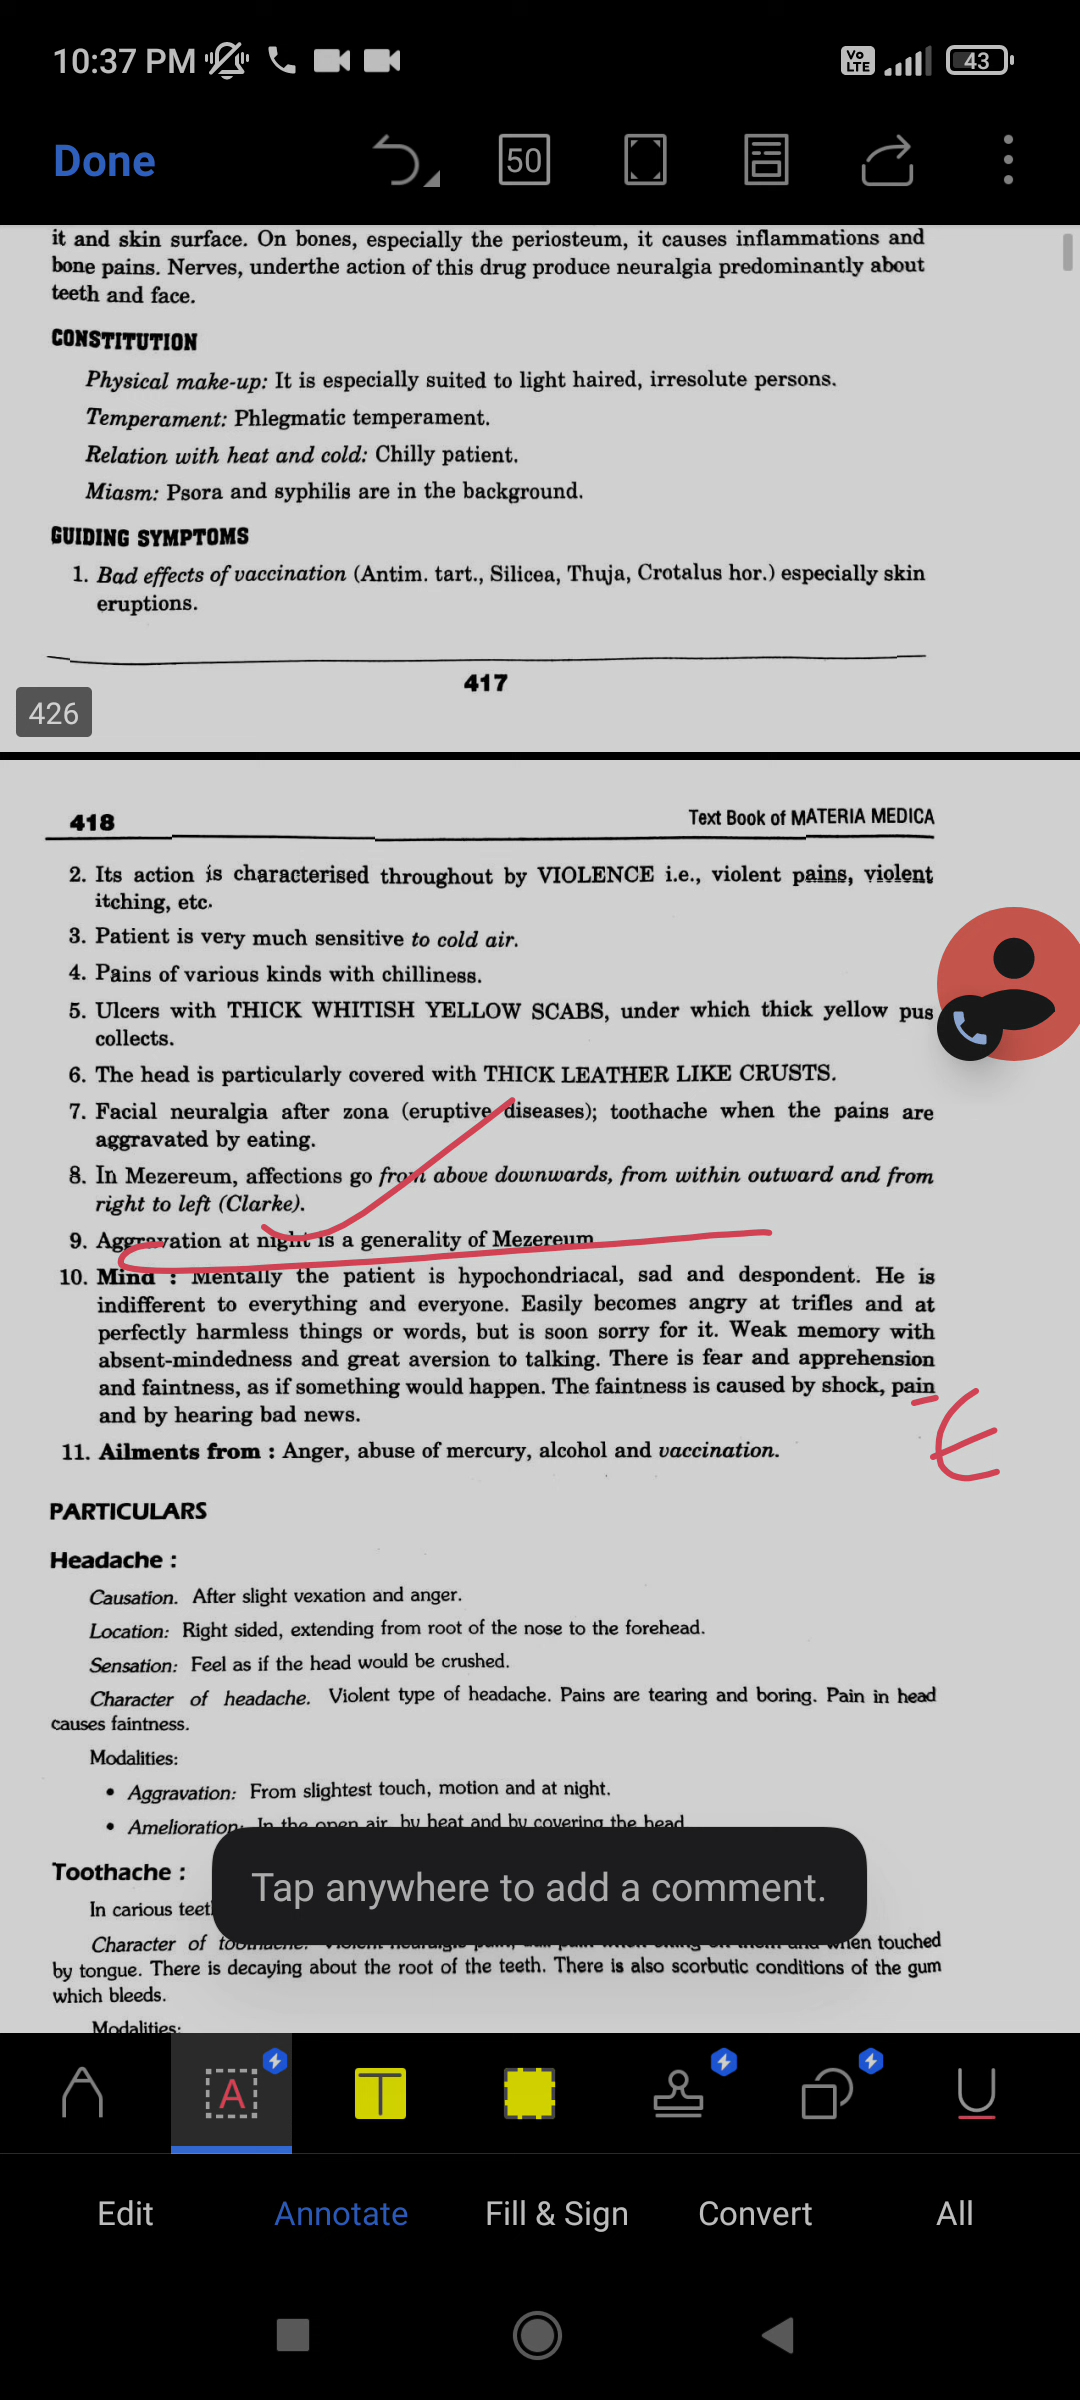 10:37 PM
Vo LTE
43
Done
50
it and skin surface. On bones, especially the periosteum, it causes inflammations and
bone pains. Nerves, underthe action of this drug produce neuralgia predominantly about
teeth and face.
CONSTITUTION
Physical make-up: It is especially suited to light haired, irresolute persons.
Temperament: Phlegmatic temperament.
Relation with heat and cold: Chilly patient.
Miasm: Psora and syphilis are in the background.
GUIDING SYMPTOMS
1. Bad effects of vaccination (Antim. tart., Silicea, Thuja, Crotalus hor.) especially skin
eruptions.
417
426
418
Text Book of MATERIA MEDICA
2. Its action is characterised throughout by VIOLENCE i.e., violent pains, violent
itching, etc.
3. Patient is very much sensitive to cold air.
4. Pains of various kinds with chilliness.
5. Ulcers with THICK WHITISH YELLOW SCABS, under which thick yellow pus
collects.
6. The head is particularly covered with THICK LEATHER LIKE CRUSTS.
7. Facial neuralgia after zona (eruptive diseases); toothache when the pains are
aggravated by eating.
8. In Mezereum, affections go from above downwards, from within outward and from
right to left (Clarke).
9. Aggravation at night is a generality of Mezereum
10. Mind : Mentally the patient is hypochondriacal, sad and despondent. He is
indifferent to everything and everyone. Easily becomes angry at trifles and at
perfectly harmless things or words, but is soon sorry for it. Weak memory with
absent-mindedness and great aversion to talking. There is fear and apprehension
and faintness, as if something would happen. The faintness is caused by shock, pain
and by hearing bad news.
11. Ailments from : Anger, abuse of mercury, alcohol and vaccination.
PARTICULARS
Headache :
Causation. After slight vexation and anger.
Location: Right sided, extending from root of the nose to the forehead.
Sensation: Feel as if the head would be crushed.
Character of headache. Violent type of headache. Pains are tearing and boring. Pain in head
causes faintness.
Modalities:
• Aggravation: From slightest touch, motion and at night.
• Amelioration: In the open air, by heat and by covering the head
Toothache :
In carious teet
Tap anywhere to add a comment.
Character of toothache: when touched
by tongue. There is decaying about the root of the teeth. There is also scorbutic conditions of the gum
which bleeds.
Modalities:
A
T
U
Edit
Annotate
Fill & Sign
Convert
All